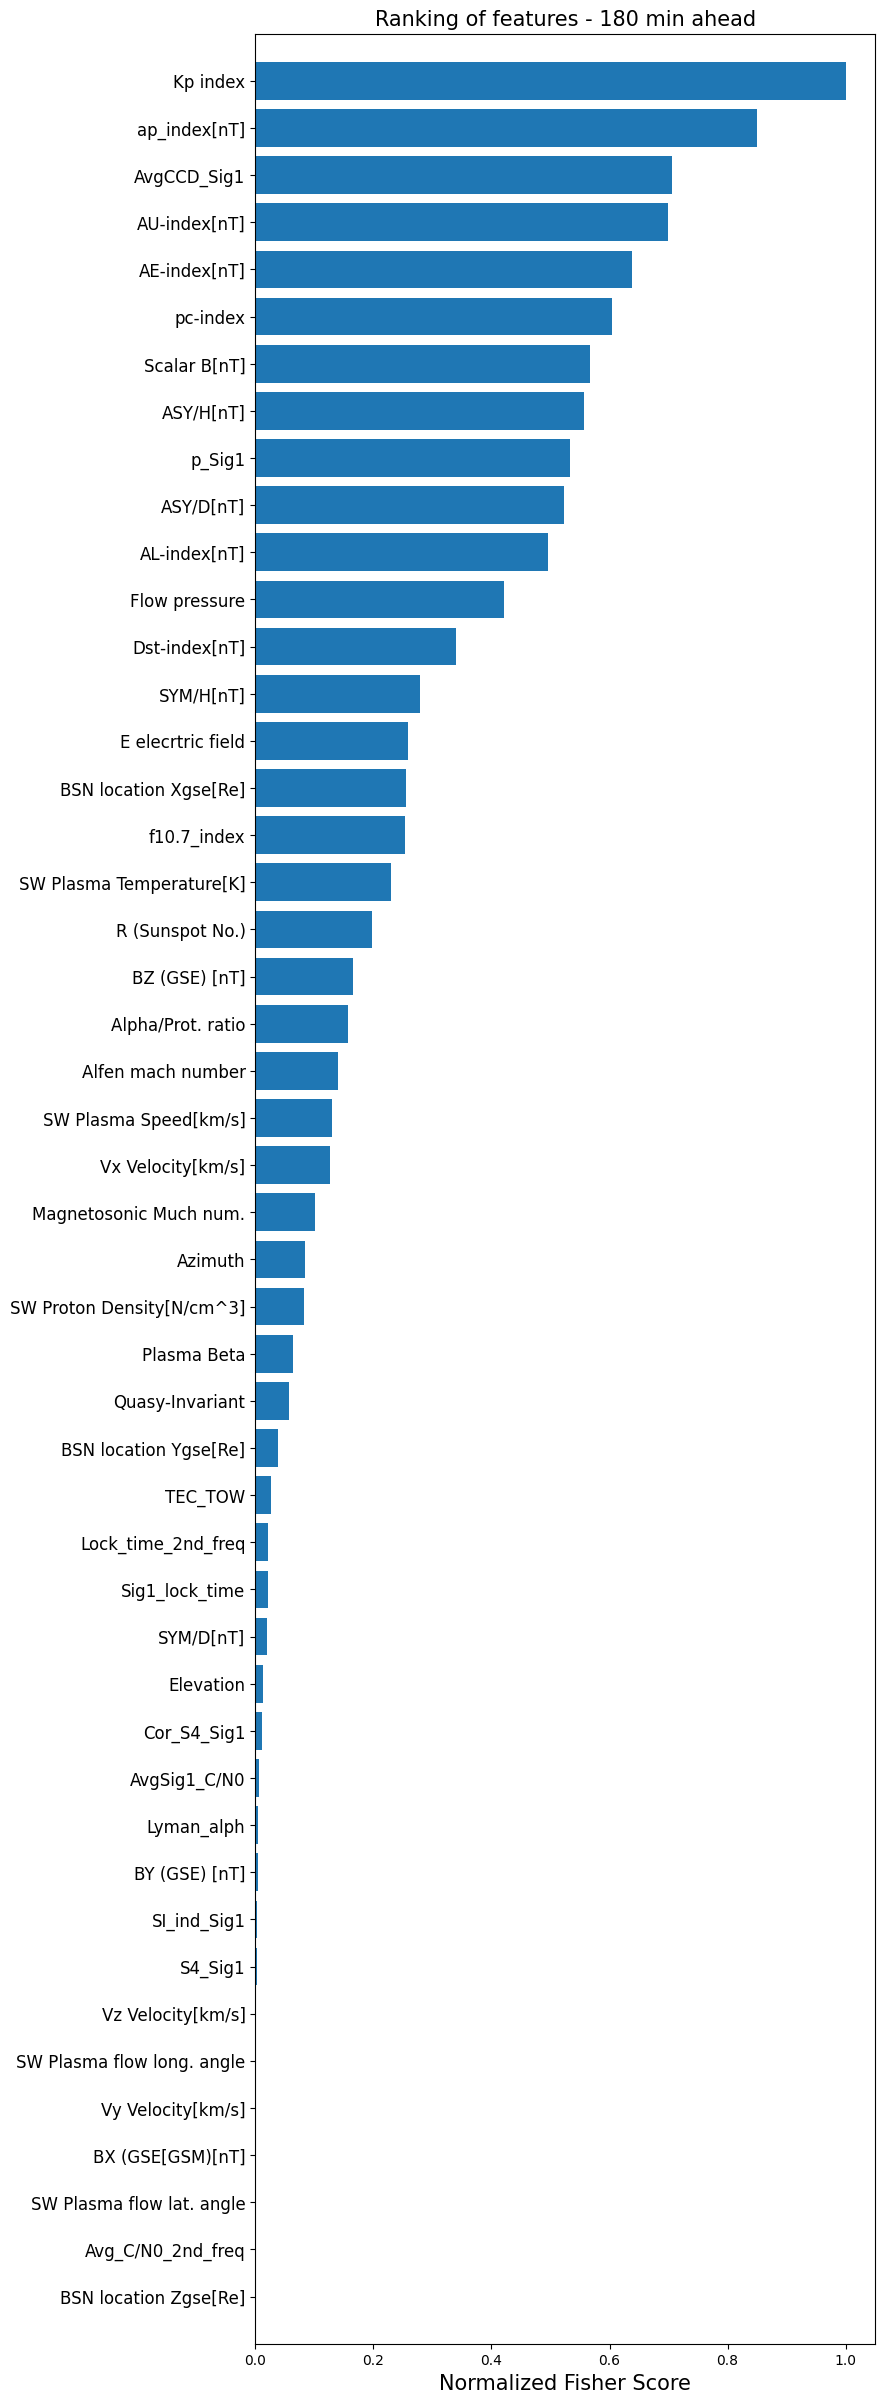 Ranking of features - 180 min ahead
Kp index
ap_index[nT]
AvgCCD_Sig1
AU-index[nT]
AE-index[nT]
pc-index
Scalar B[nT]
ASY/H[nT]
p_Sig1
ASY/D[nT]
AL-index[nT]
Flow pressure
Dst-index[nT]
SYM/H[nT]
E elecrtric field
BSN location Xgse[Re]
f10.7_index
SW Plasma Temperature[K]
R (Sunspot No.)
BZ (GSE) [nT]
Alpha/Prot. ratio
Alfen mach number
SW Plasma Speed[km/s]
Vx Velocity[km/s]
Magnetosonic Much num.
Azimuth
SW Proton Density[N/cm^3]
Plasma Beta
Quasy-Invariant
BSN location Ygse[Re]
TEC_TOW
Lock_time_2nd_freq
Sig1_lock_time
SYM/D[nT]
Elevation
Cor_S4_Sig1
AvgSig1_C/N0
Lyman_alph
BY (GSE) [nT]
SI_ind_Sig1
S4_Sig1
Vz Velocity[km/s]
SW Plasma flow long. angle
Vy Velocity[km/s]
BX (GSE[GSM)[nT]
SW Plasma flow lat. angle
Avg_C/N0_2nd_freq
BSN location Zgse[Re]
0.0 0.2 0.4 0.6 0.8 1.0
Normalized Fisher Score